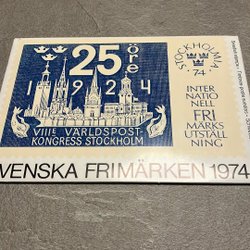 25 öre
1924
VIII:E VÄRLDSPOST
KONGRESS STOCKHOLM
STOCKHOLMIA
'74
INTER
NATIO
NELL
FRI
MÄRKS
UTSTÄLL
NING
VENSKA FRIMÄRKEN 1974